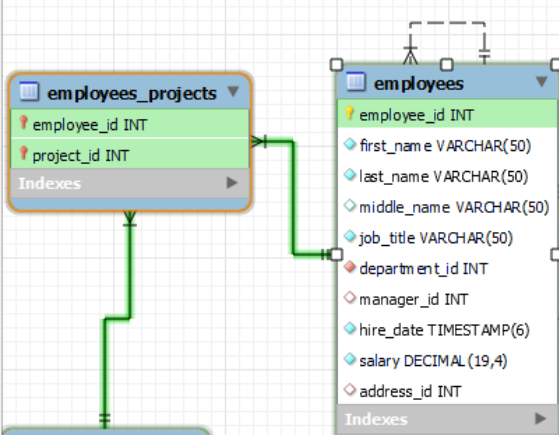 employees_projects
employee_id INT
project_id INT
Indexes
employees
employee_id INT
first_name VARCHAR(50)
last_name VARCHAR(50)
middle_name VARCHAR(50)
job_title VARCHAR(50)
department_id INT
manager_id INT
hire_date TIMESTAMP(6)
salary DECIMAL(19,4)
address_id INT
Indexes